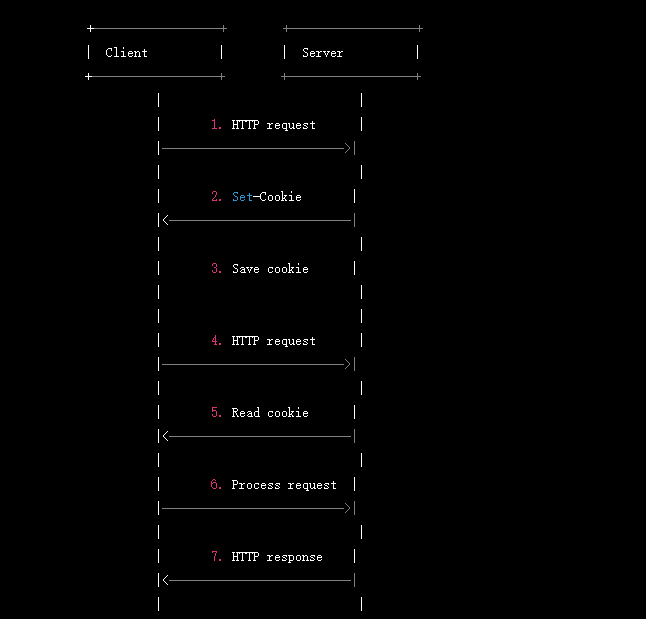 Client Server
1. HTTP request
2. Set-Cookie
3. Save cookie
4. HTTP request
5. Read cookie
6. Process request
7. HTTP response